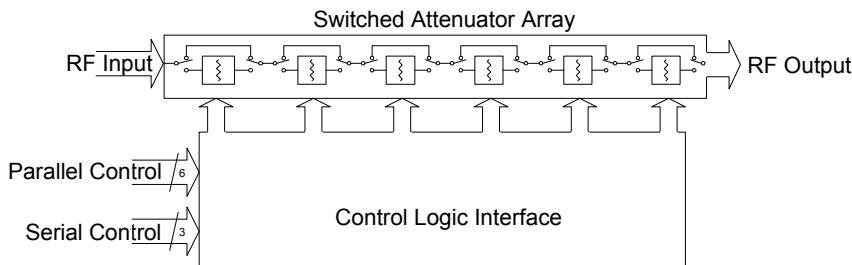 Switched Attenuator Array
RF Input
RF Output
Parallel Control
6
Serial Control
3
Control Logic Interface